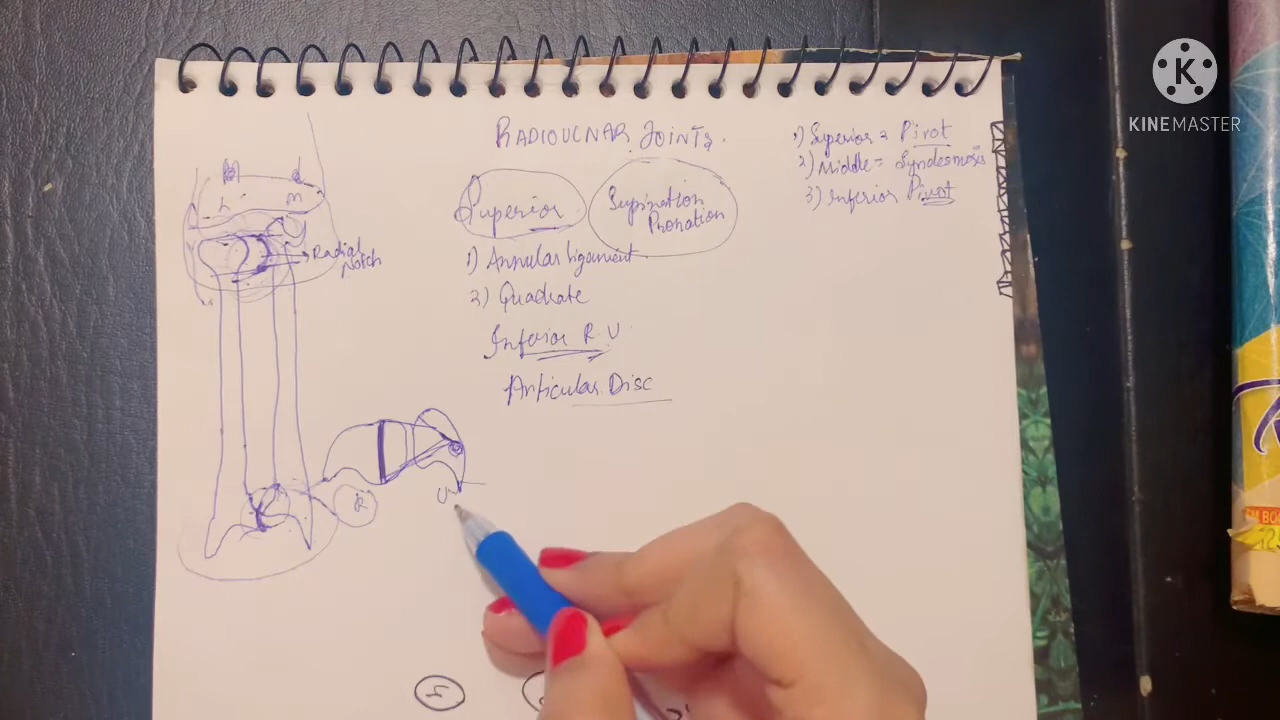 RADIOULNAR JOINTS.
1) Superior = Pivot
2) Middle = Syndesmosis
3) Inferior Pivot
Superior
Supination
Pronation
1) Annular ligament
2) Quadrate
Inferior R.U
Articular Disc
L
m
Radial
Notch
R
U
K
KINEMASTER